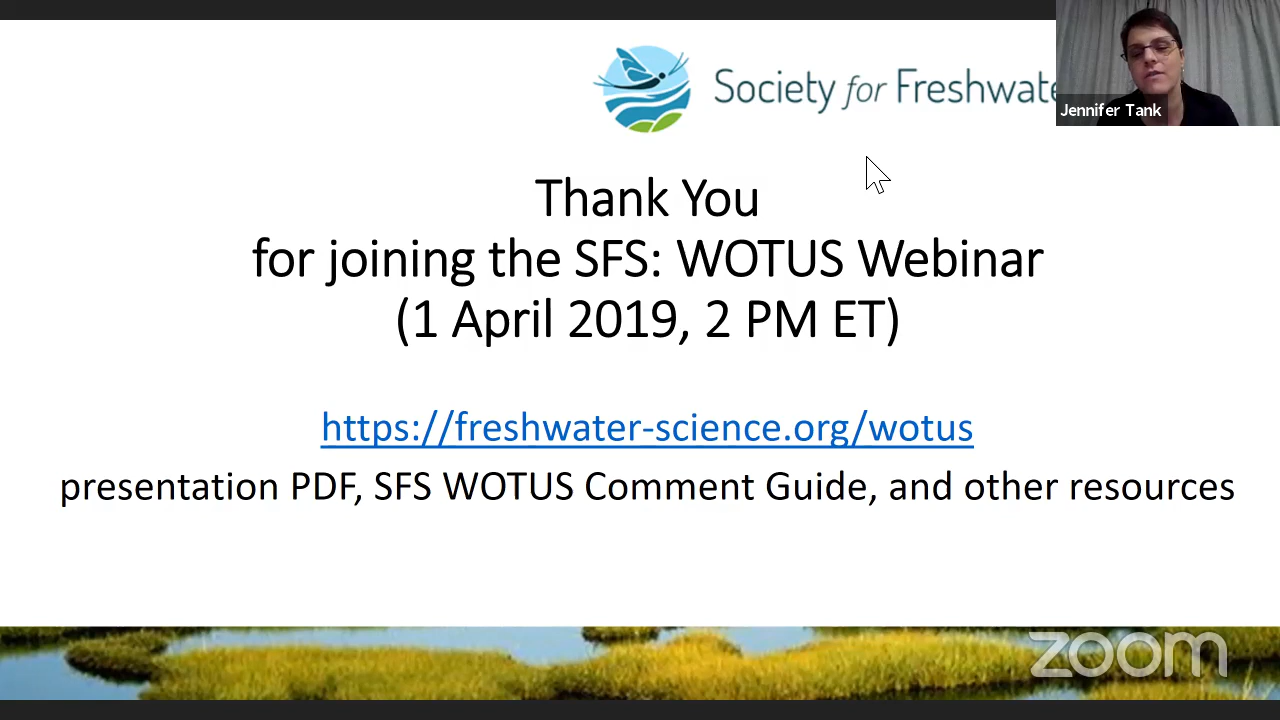 Society for Freshwate
Jennifer Tank
Thank You
for joining the SFS: WOTUS Webinar
(1 April 2019, 2 PM ET)
https://freshwater-science.org/wotus
presentation PDF, SFS WOTUS Comment Guide, and other resources
zoom